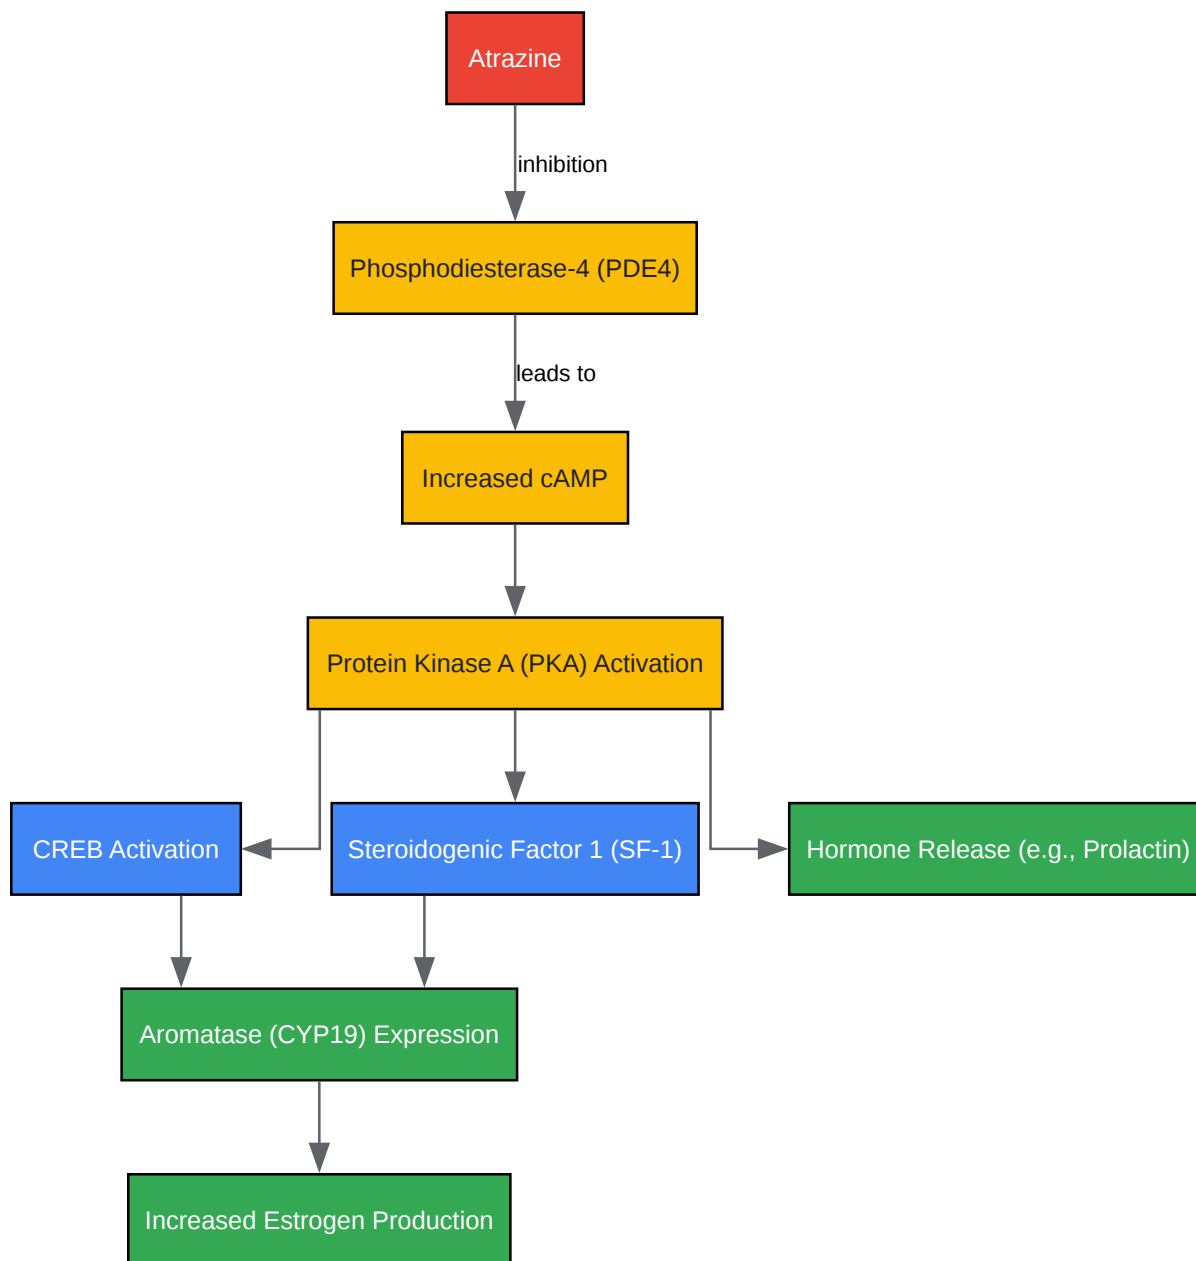 Atrazine
inhibition
Phosphodiesterase-4 (PDE4)
leads to
Increased cAMP
Protein Kinase A (PKA) Activation
CREB Activation
Steroidogenic Factor 1 (SF-1)
Hormone Release (e.g., Prolactin)
Aromatase (CYP19) Expression
Increased Estrogen Production